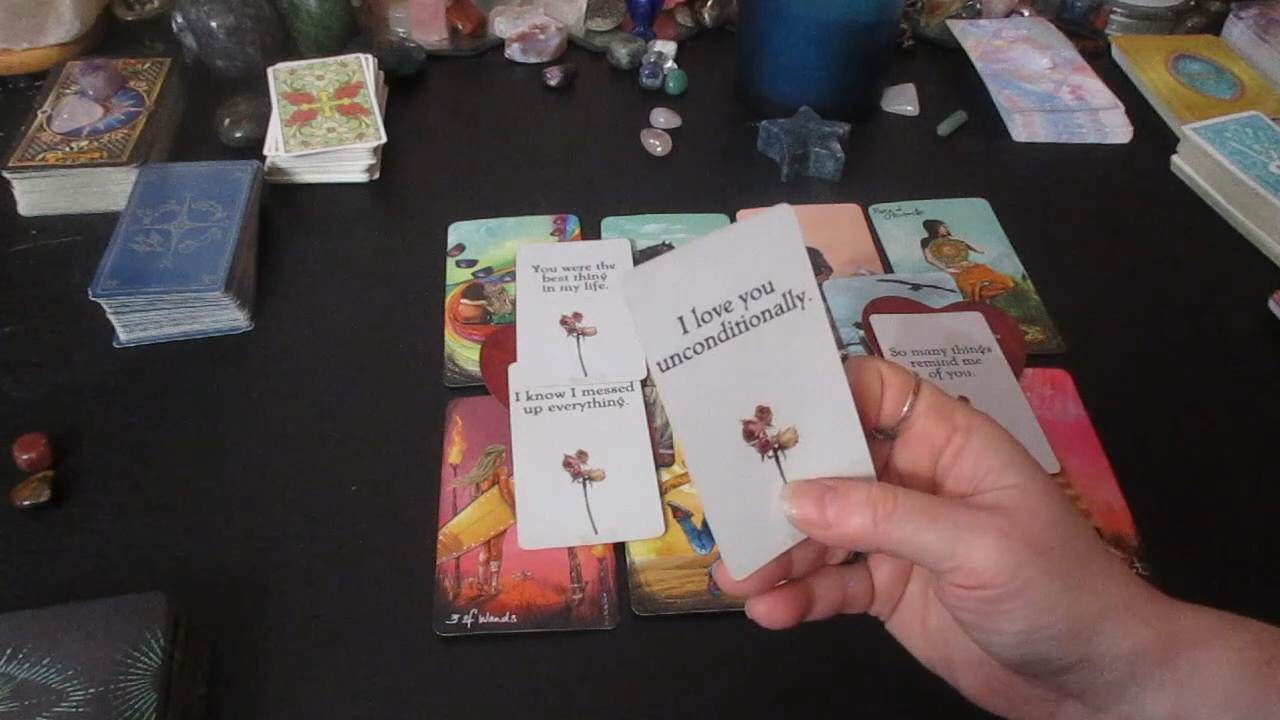 You were the
best thing
in my life.
I know I messed
up everything.
I love you
unconditionally.
So many things
remind me
of you.
3 of Wands